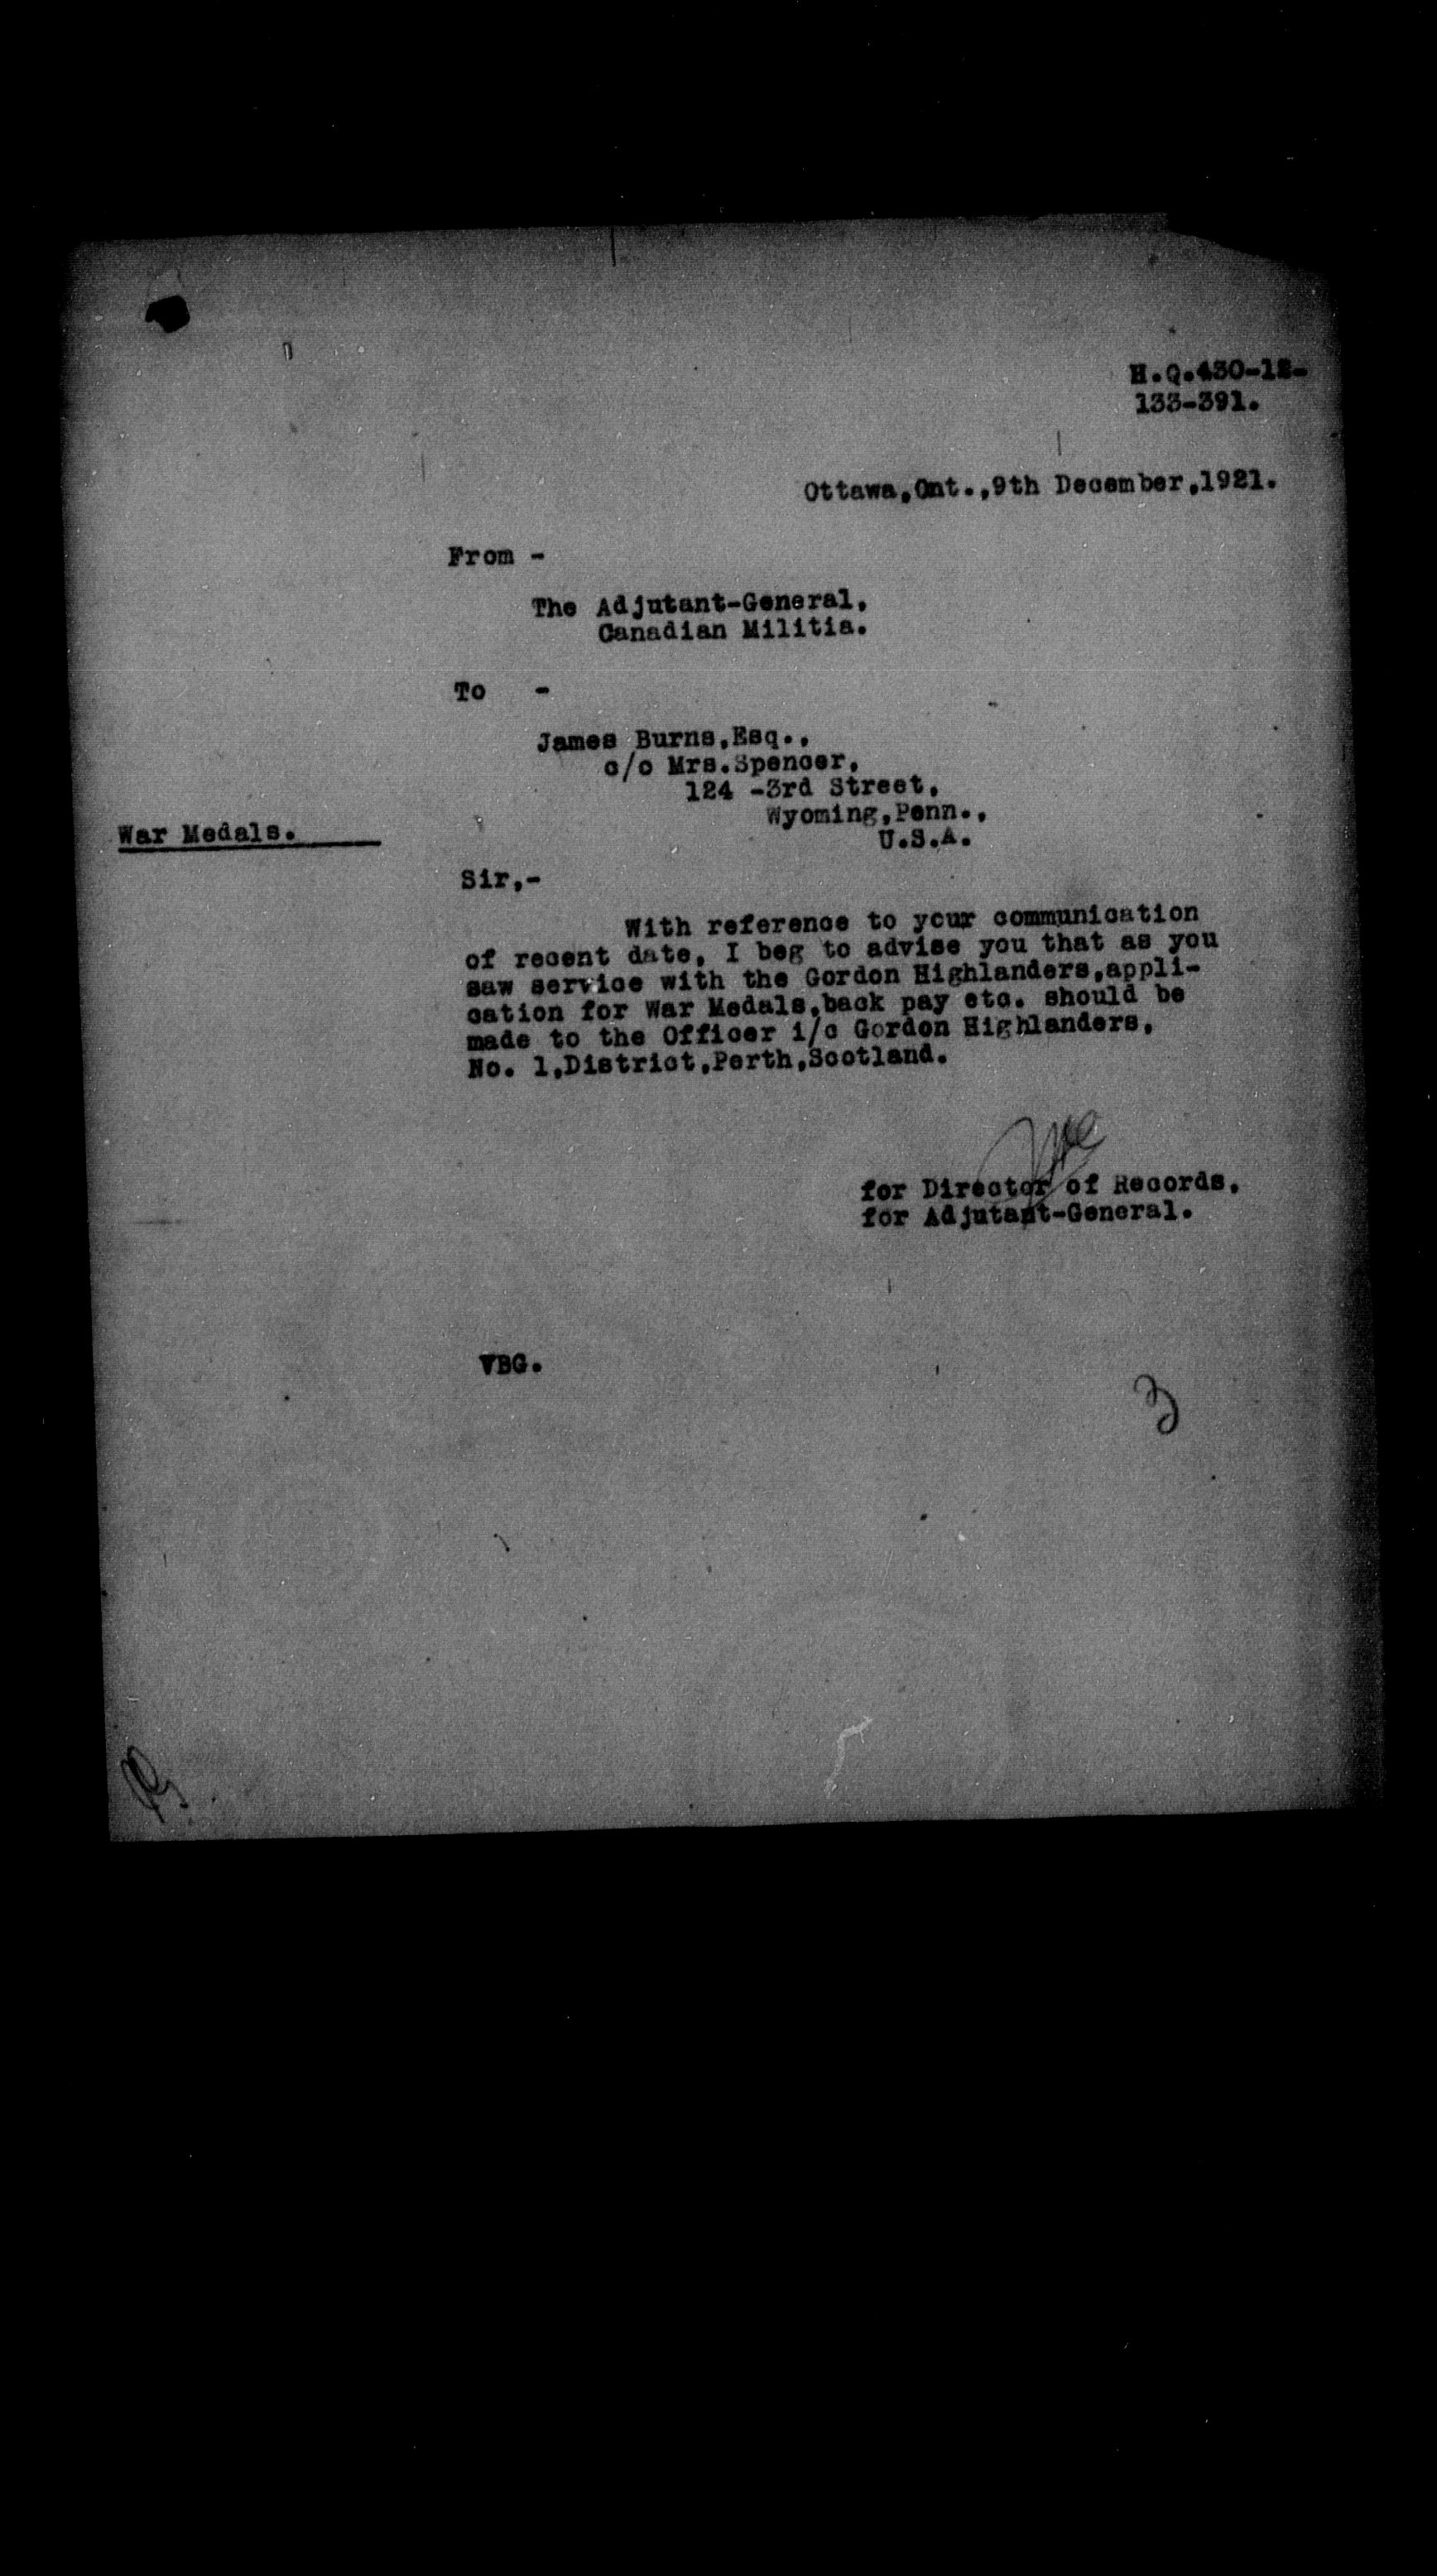 H.Q.430-12-
133-391.
Ottawa,Ont.,9th December,1921.
From -
The Adjutant-General,
Canadian Militia.
To -
James Burns,Esq.,
c/o Mrs.Spencer,
124 -3rd Street,
Wyoming,Penn.,
U.S.A.
War Medals.
Sir,-
With reference to your communication
of recent date, I beg to advise you that as you
saw service with the Gordon Highlanders,appli-
cation for War Medals,back pay etc. should be
made to the Officer i/c Gordon Highlanders,
No. 1,District,Perth,Scotland.
for Director of Records,
for Adjutant-General.
VBG.
3